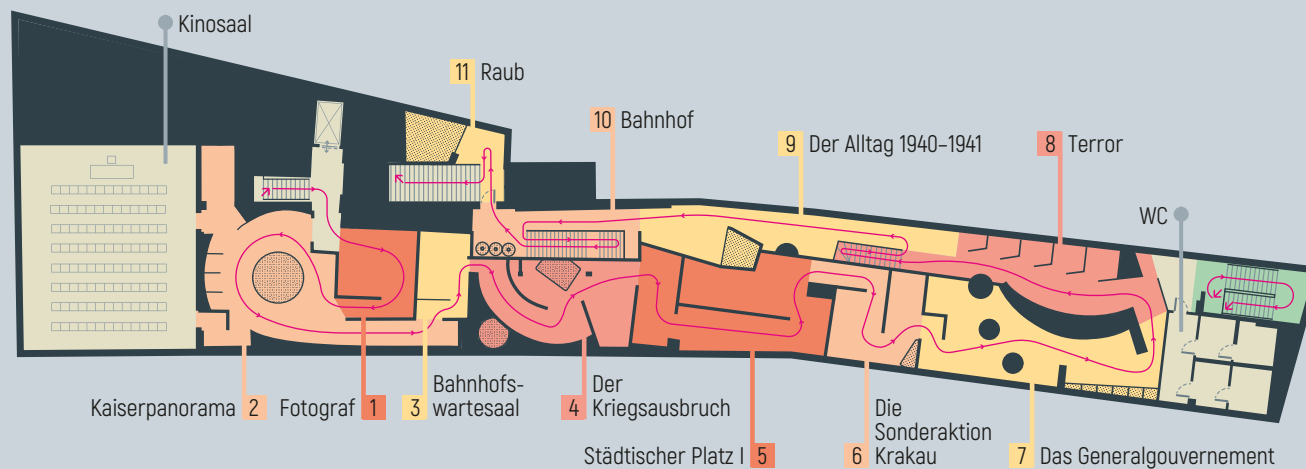 Kinosaal
11 Raub
10 Bahnhof
9 Der Alltag 1940–1941
8 Terror
WC
Kaiserpanorama 2
Fotograf 1
3 Bahnhofs-
wartesaal
4 Der
Kriegsausbruch
Städtischer Platz I 5
6 Die
Sonderaktion
Krakau
7 Das Generalgouvernement